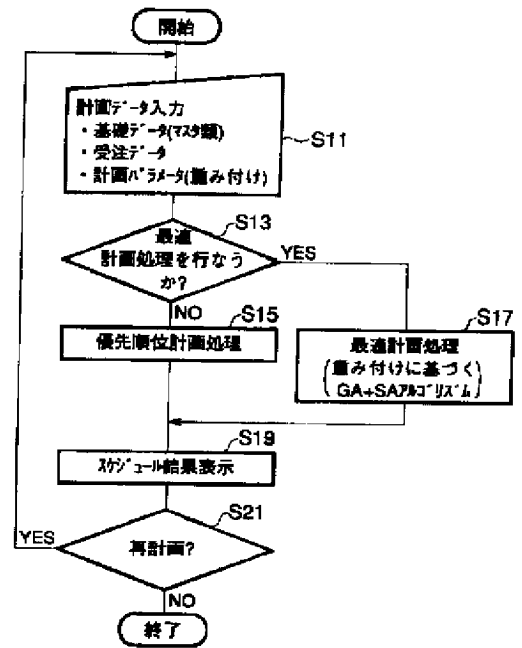 開始
計画ﾃﾞｰﾀ入力
・基礎ﾃﾞｰﾀ(ﾏｽﾀ類)
・受注ﾃﾞｰﾀ
・計画ﾊﾟﾗﾒｰﾀ(重み付け)
S11
S13
最適
計画処理を行なう
か?
YES
NO
S15
優先順位計画処理
S17
最適計画処理
(重み付けに基づく
GA+SAｱﾙｺﾞﾘｽﾞﾑ)
S19
ｽｹｼﾞｭｰﾙ結果表示
S21
再計画?
YES
NO
終了